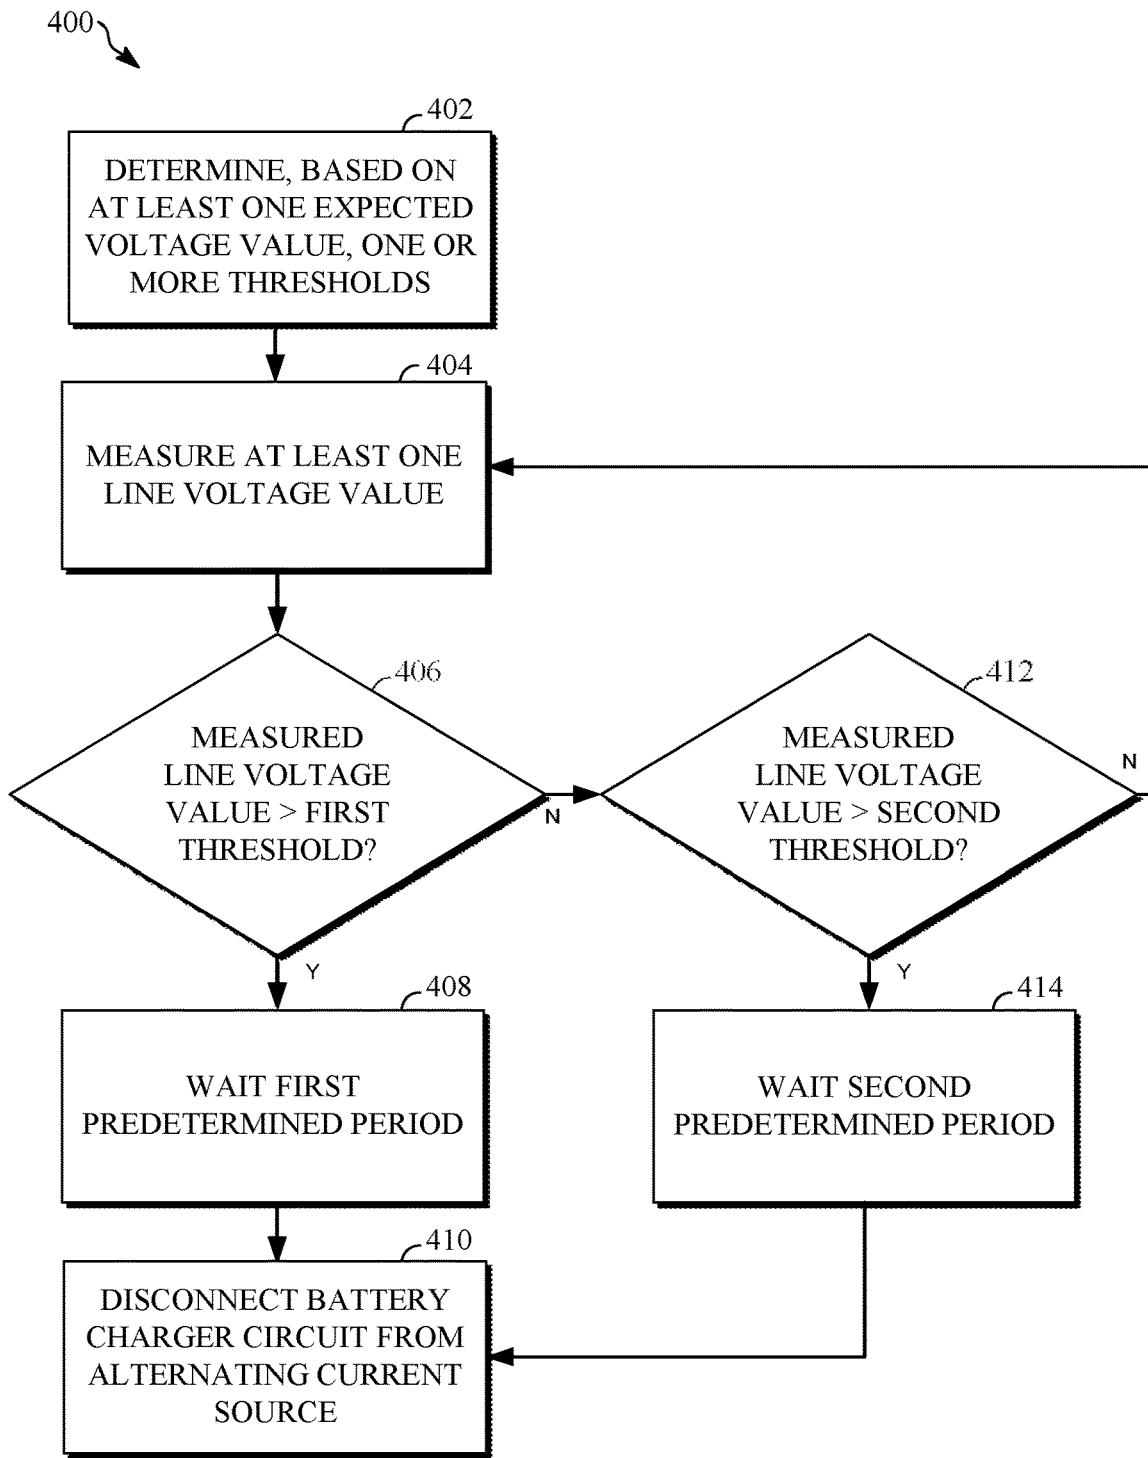 400
402
DETERMINE, BASED ON
AT LEAST ONE EXPECTED
VOLTAGE VALUE, ONE OR
MORE THRESHOLDS
404
MEASURE AT LEAST ONE
LINE VOLTAGE VALUE
406
MEASURED
LINE VOLTAGE
VALUE > FIRST
THRESHOLD?
N
Y
412
MEASURED
LINE VOLTAGE
VALUE > SECOND
THRESHOLD?
N
Y
408
WAIT FIRST
PREDETERMINED PERIOD
414
WAIT SECOND
PREDETERMINED PERIOD
410
DISCONNECT BATTERY
CHARGER CIRCUIT FROM
ALTERNATING CURRENT
SOURCE